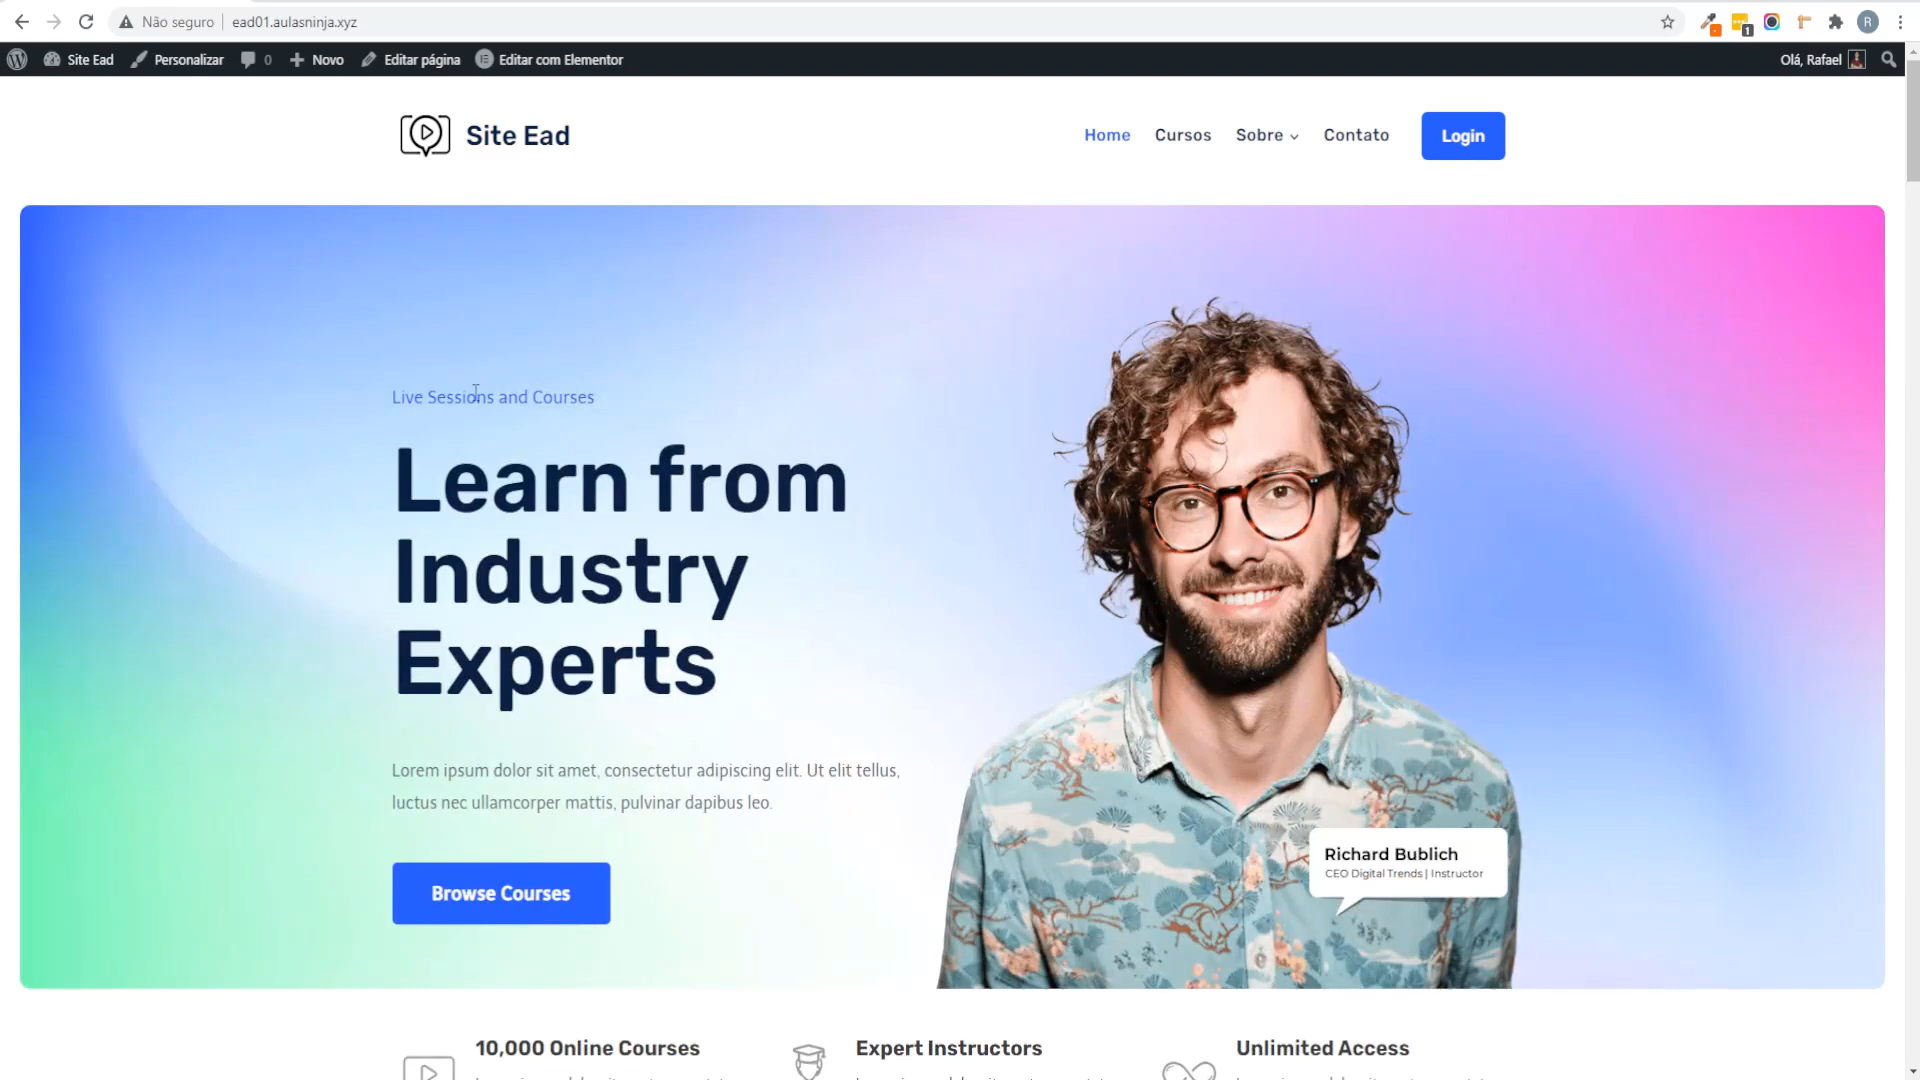 Não seguro
ead01.aulasninja.xyz
1
R
Site Ead
Personalizar
0
Novo
Editar página
Editar com Elementor
Olá, Rafael
Site Ead
Home
Cursos
Sobre
Contato
Login
Live Sessions and Courses
Learn from
Industry
Experts
Lorem ipsum dolor sit amet, consectetur adipiscing elit. Ut elit tellus,
luctus nec ullamcorper mattis, pulvinar dapibus leo.
Browse Courses
Richard Bublich
CEO Digital Trends | Instructor
10,000 Online Courses
Expert Instructors
Unlimited Access